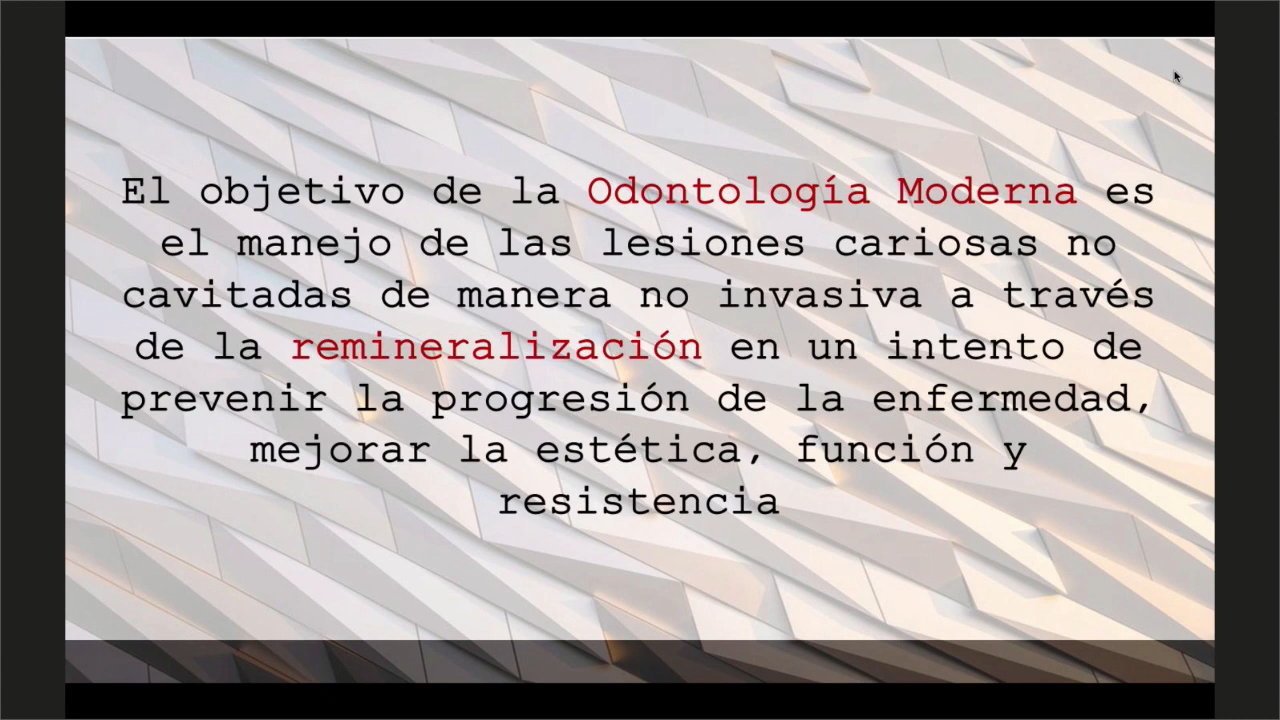 El objetivo de la Odontología Moderna es
el manejo de las lesiones cariosas no
cavitadas de manera no invasiva a través
de la remineralización en un intento de
prevenir la progresión de la enfermedad,
mejorar la estética, función y
resistencia